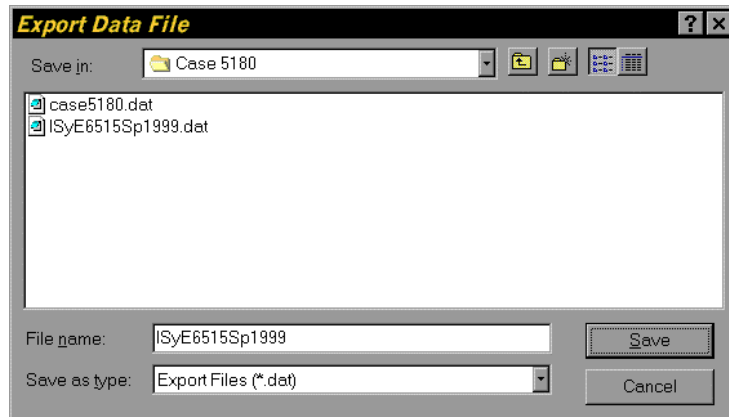 Export Data File
Save in: Case 5180
case5180.dat
ISyE6515Sp1999.dat
File name: ISyE6515Sp1999 Save
Save as type: Export Files (*.dat) Cancel